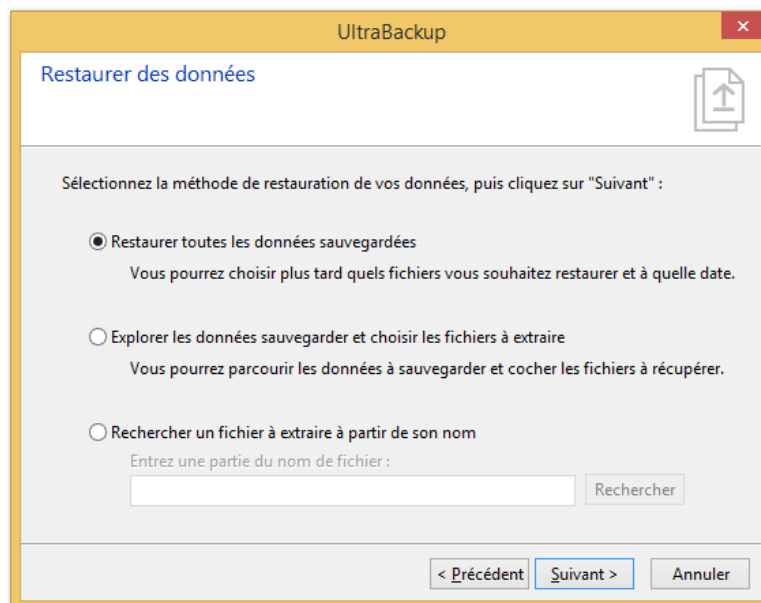 UltraBackup
Restaurer des données
Sélectionnez la méthode de restauration de vos données, puis cliquez sur "Suivant" :
Restaurer toutes les données sauvegardées
Vous pourrez choisir plus tard quels fichiers vous souhaitez restaurer et à quelle date.
Explorer les données sauvegarder et choisir les fichiers à extraire
Vous pourrez parcourir les données à sauvegarder et cocher les fichiers à récupérer.
Rechercher un fichier à extraire à partir de son nom
Entrez une partie du nom de fichier :
Rechercher
< Précédent Suivant > Annuler